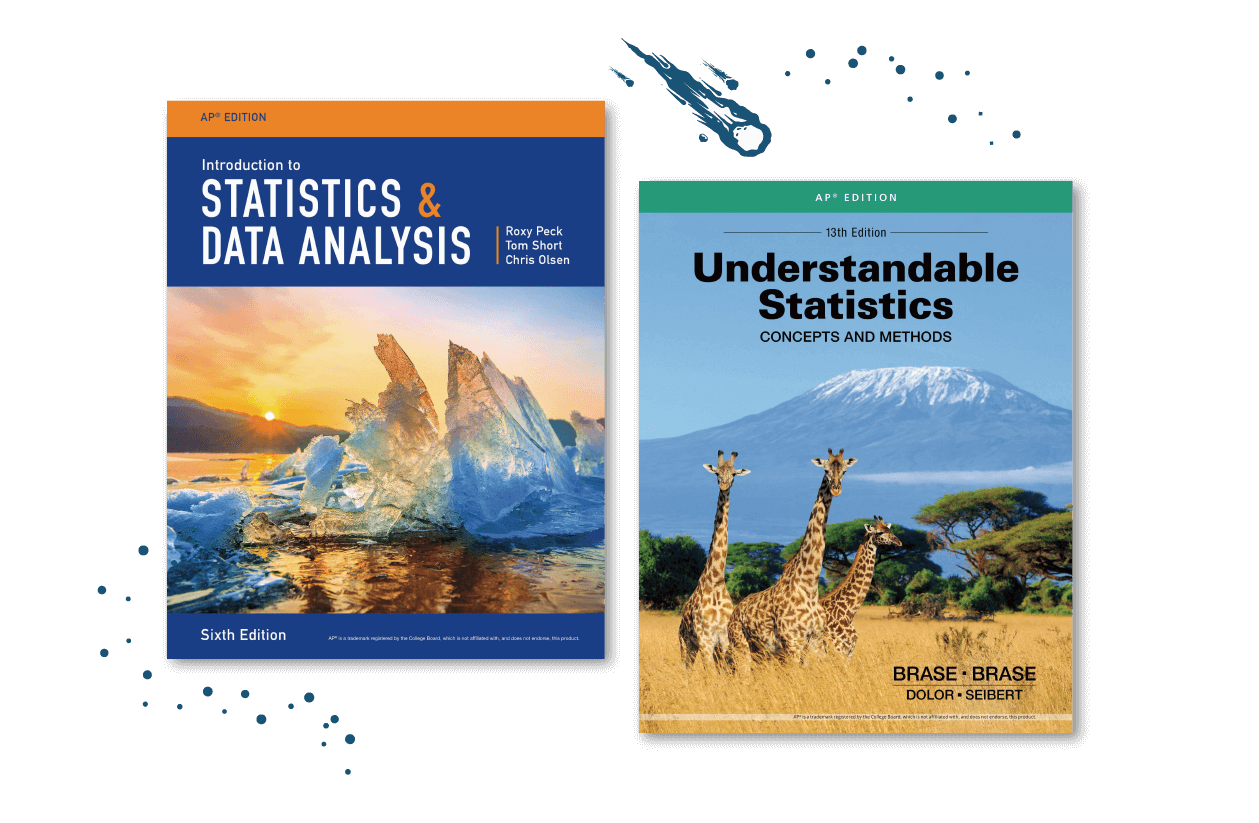 AP® EDITION
Introduction to
STATISTICS &
DATA ANALYSIS
Roxy Peck
Tom Short
Chris Olsen
Sixth Edition
AP® is a trademark registered by the College Board, which is not affiliated with, and does not endorse, this product.
AP® EDITION
13th Edition
Understandable
Statistics
CONCEPTS AND METHODS
BRASE • BRASE
DOLOR • SEIBERT
AP® is a trademark registered by the College Board, which is not affiliated with, and does not endorse, this product.